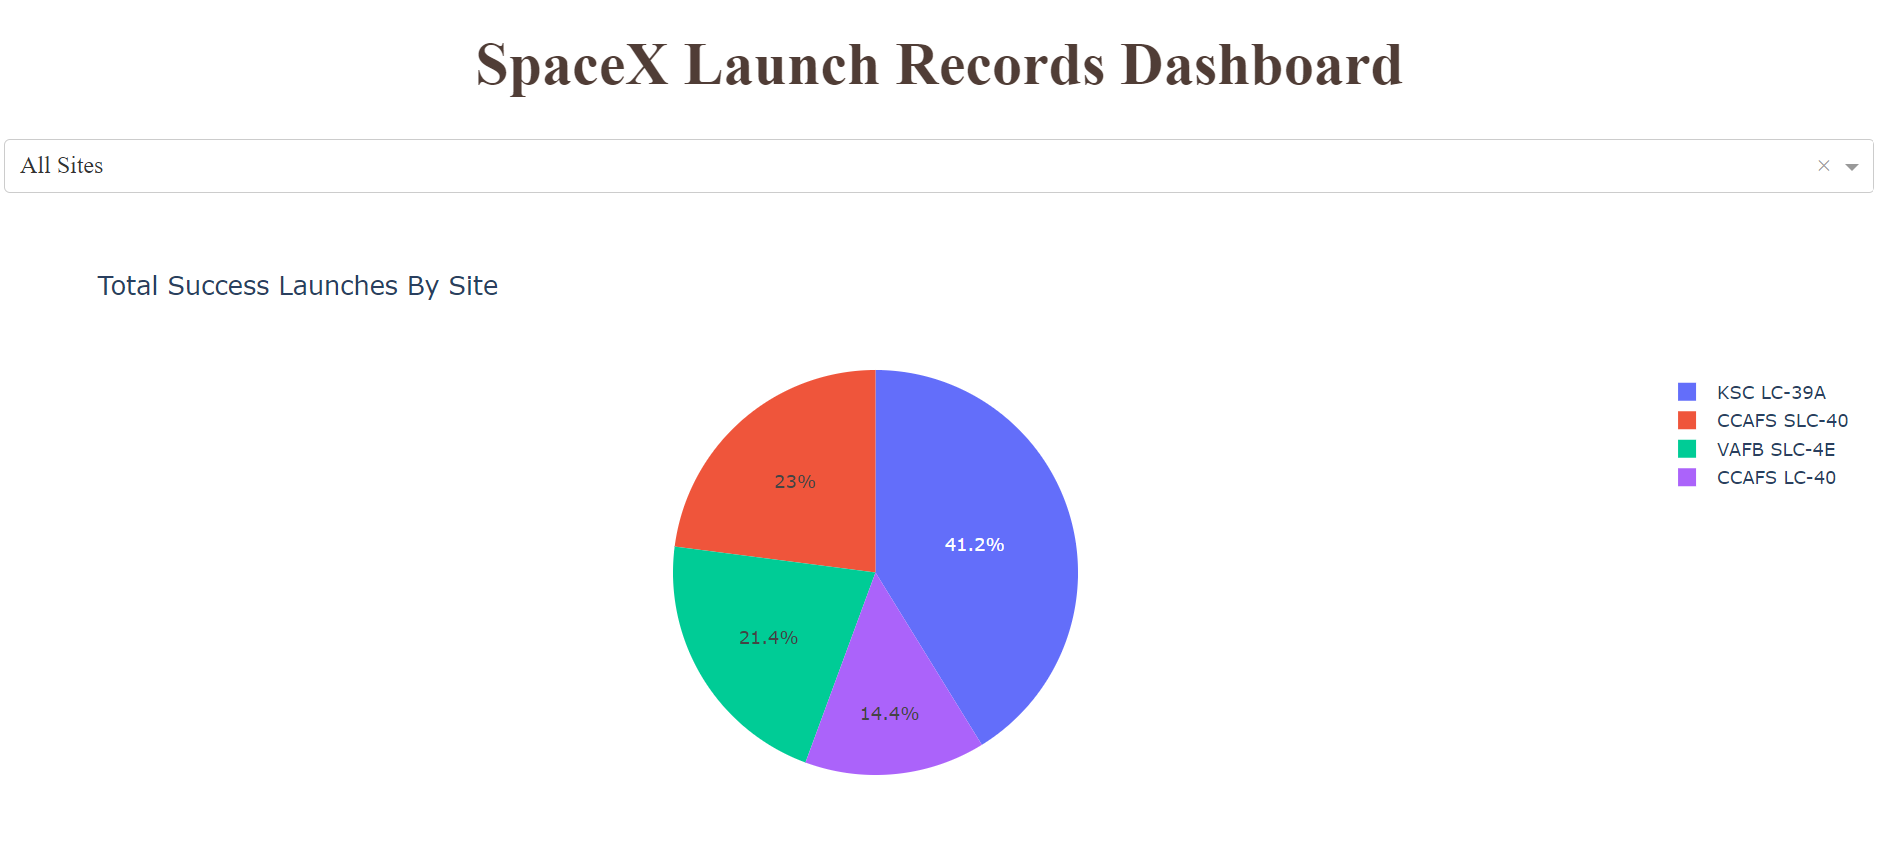 SpaceX Launch Records Dashboard
All Sites
Total Success Launches By Site
KSC LC-39A
CCAFS SLC-40
VAFB SLC-4E
CCAFS LC-40
23%
41.2%
21.4%
14.4%